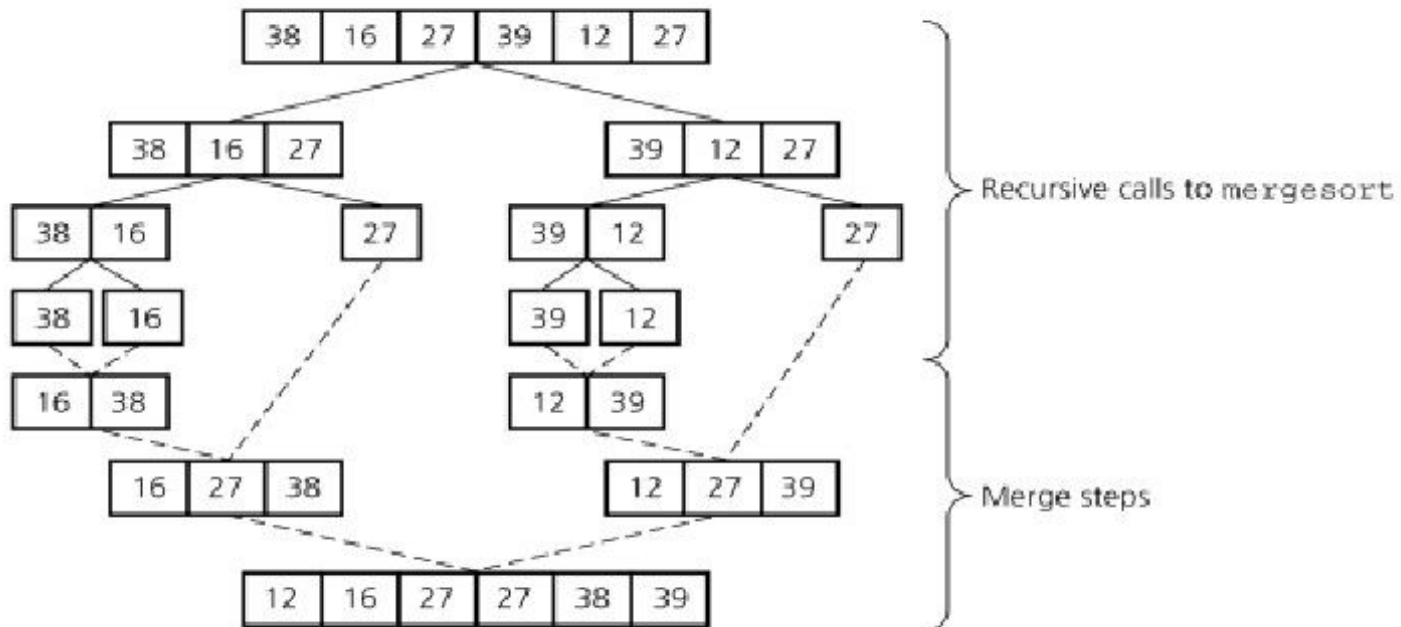 38 16 27 39 12 27
38 16 27
39 12 27
Recursive calls to mergesort
38 16
27
39 12
27
38
16
39
12
16 38
12 39
16 27 38
12 27 39
Merge steps
12 16 27 27 38 39